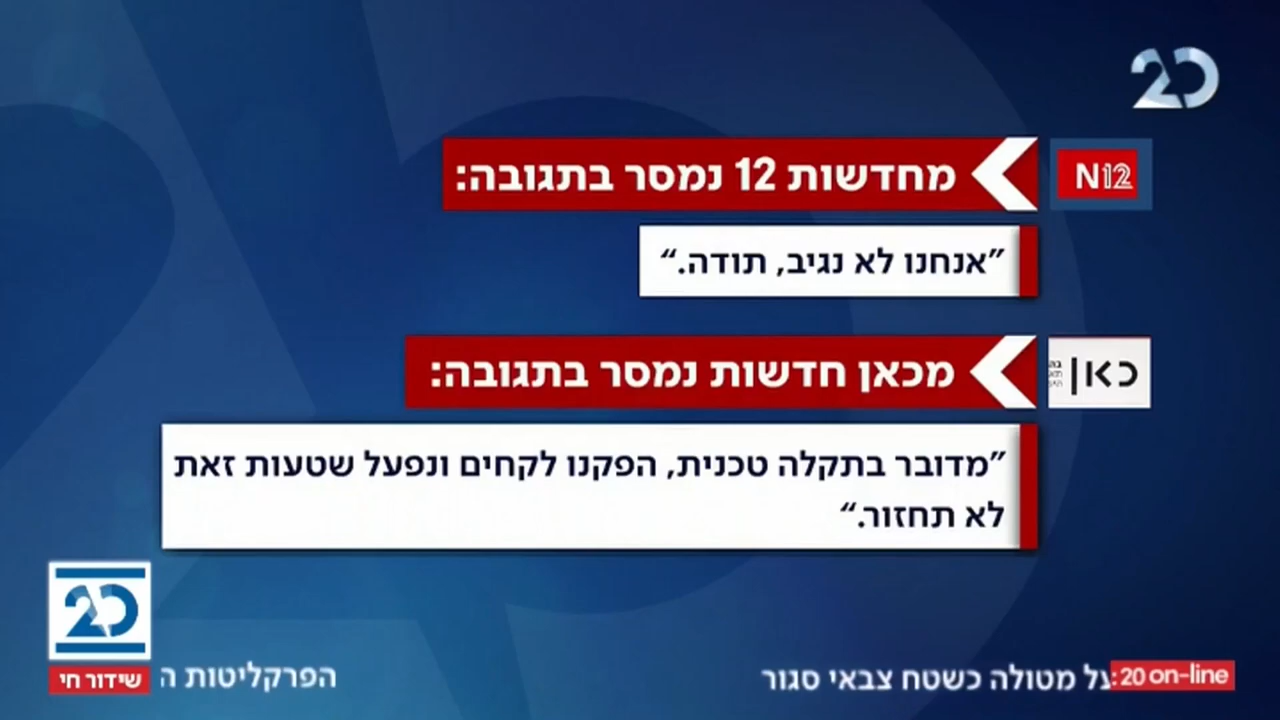 20
N12
מחדשות 12 נמסר בתגובה:
"אנחנו לא נגיב, תודה."
כאן
מכאן חדשות נמסר בתגובה:
"מדובר בתקלה טכנית, הפקנו לקחים ונפעל שטעות זאת
לא תחזור."
20
שידור חי
20 on-line:
על מטולה כשטח צבאי סגור
הפרקליטות ה